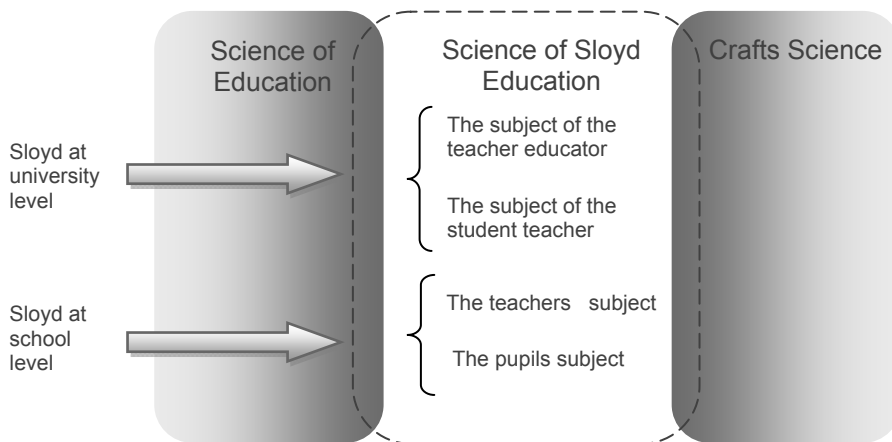 Science of
Education
Science of Sloyd
Education
Crafts Science
Sloyd at
university
level
The subject of the
teacher educator
The subject of the
student teacher
Sloyd at
school
level
The teachers subject
The pupils subject